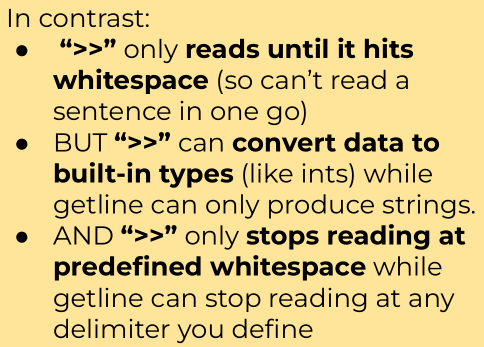 In contrast:
● “>>” only reads until it hits
whitespace (so can’t read a
sentence in one go)
● BUT “>>” can convert data to
built-in types (like ints) while
getline can only produce strings.
● AND “>>” only stops reading at
predefined whitespace while
getline can stop reading at any
delimiter you define